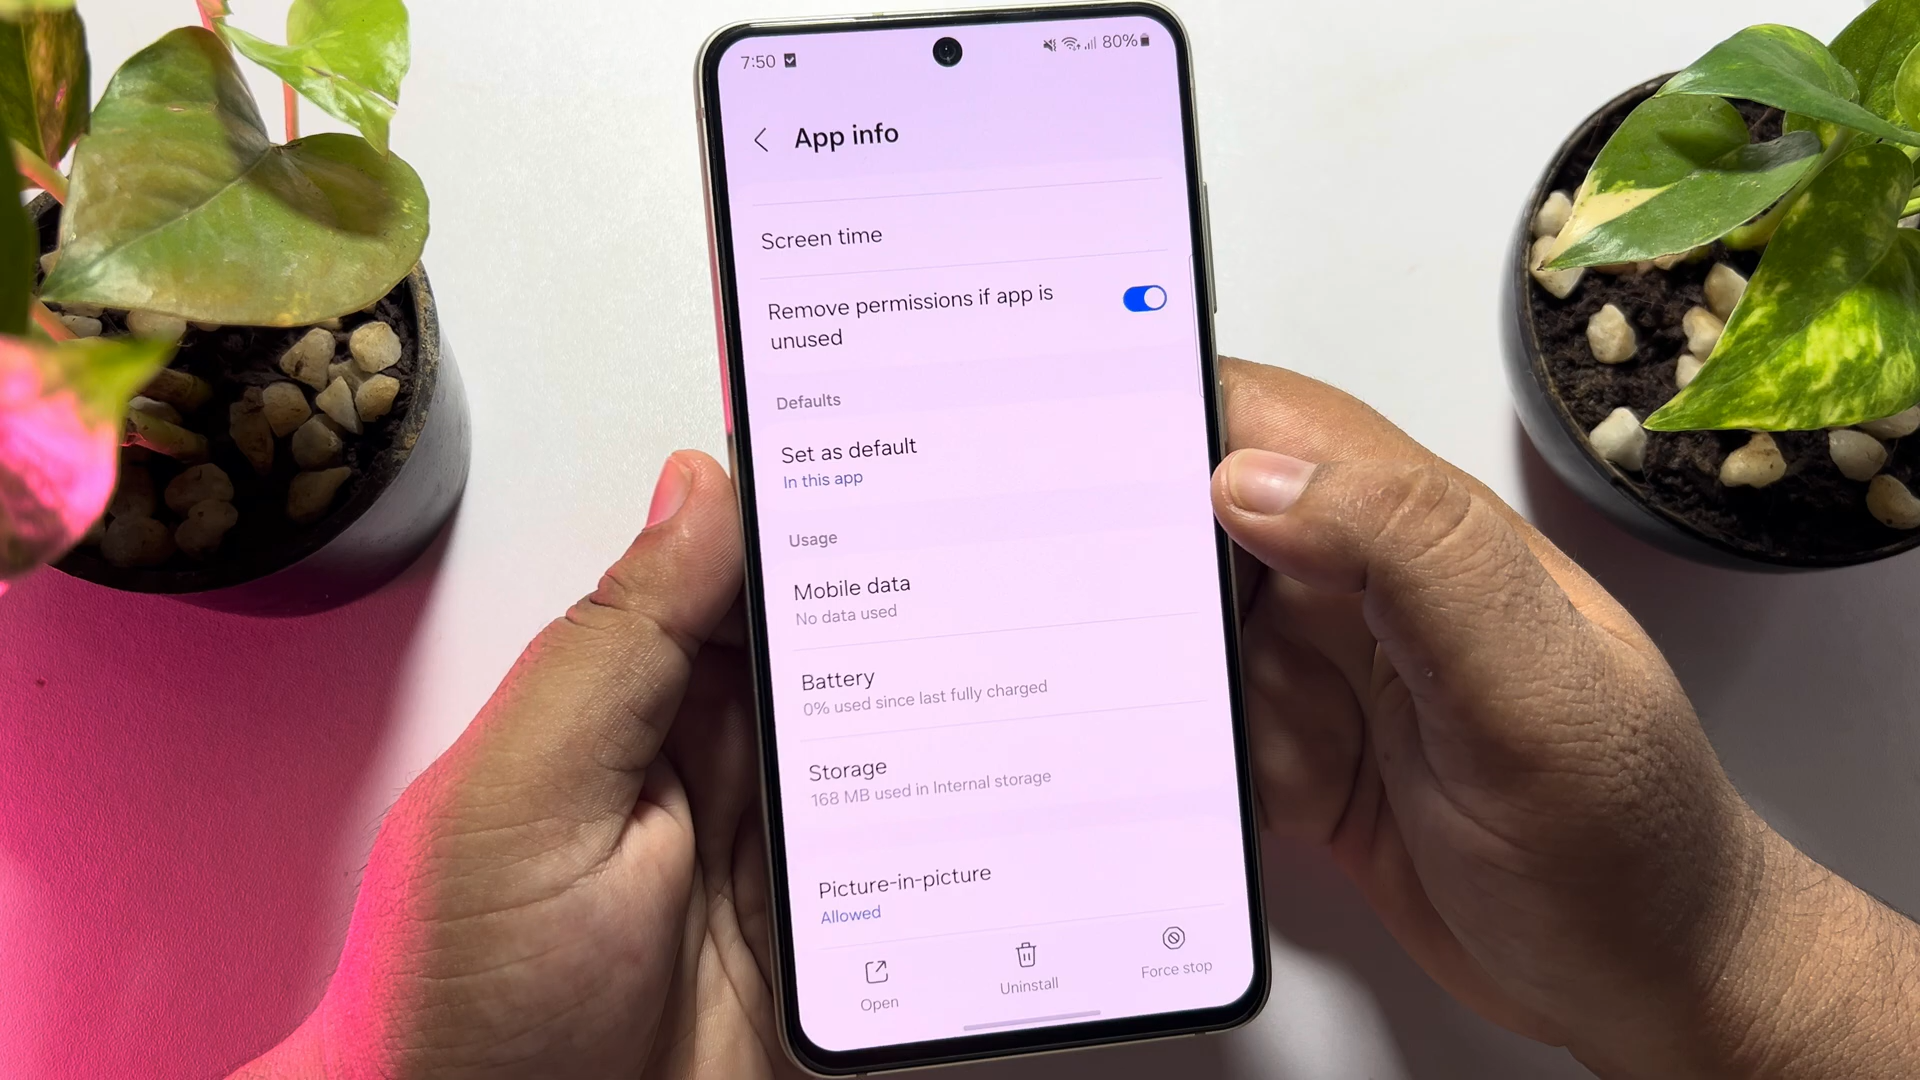 7:50
80%
App info
Screen time
Remove permissions if app is
unused
Defaults
Set as default
In this app
Usage
Mobile data
No data used
Battery
0% used since last fully charged
Storage
168 MB used in Internal storage
Picture-in-picture
Allowed
Open
Uninstall
Force stop